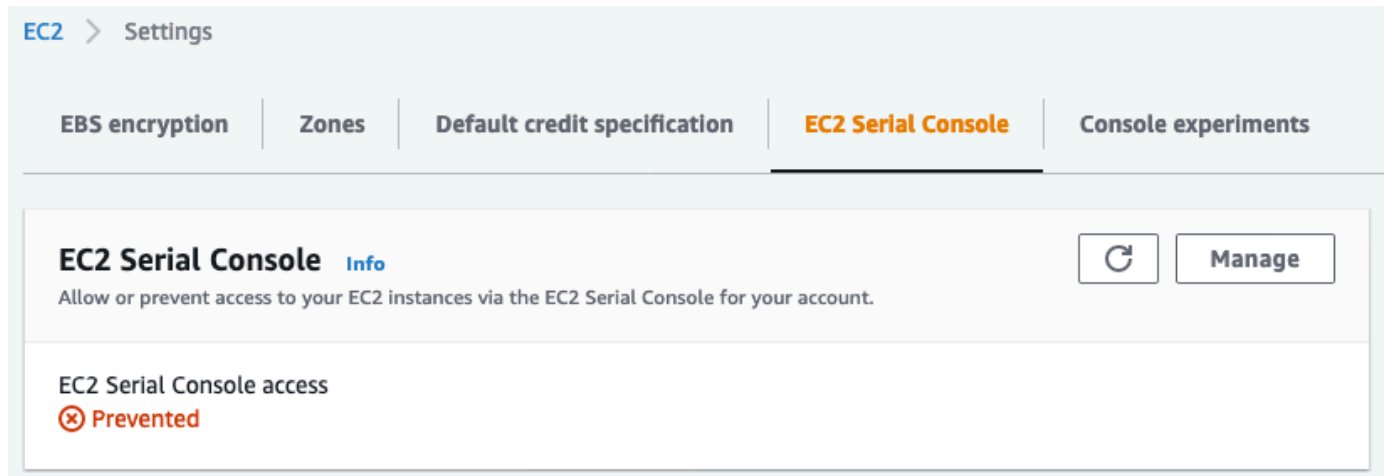 EC2 > Settings
EBS encryption Zones Default credit specification EC2 Serial Console Console experiments
EC2 Serial Console Info
Manage
Allow or prevent access to your EC2 instances via the EC2 Serial Console for your account.
EC2 Serial Console access
Prevented